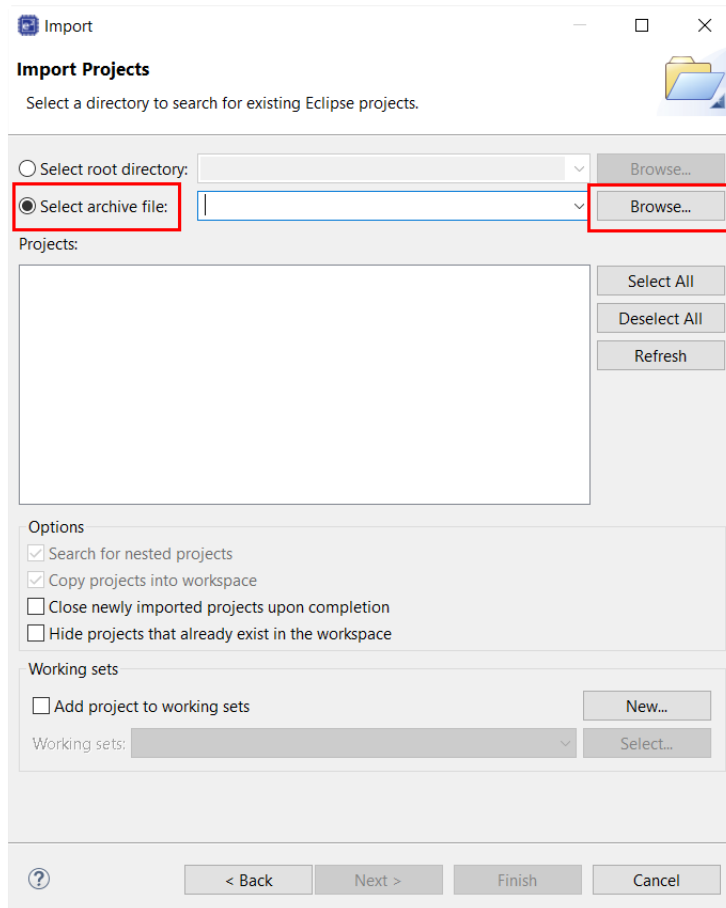 Import
Import Projects
Select a directory to search for existing Eclipse projects.
Select root directory: Browse...
Select archive file: Browse...
Projects:
Select All
Deselect All
Refresh
Options
Search for nested projects
Copy projects into workspace
Close newly imported projects upon completion
Hide projects that already exist in the workspace
Working sets
Add project to working sets New...
Working sets: Select...
? < Back Next > Finish Cancel